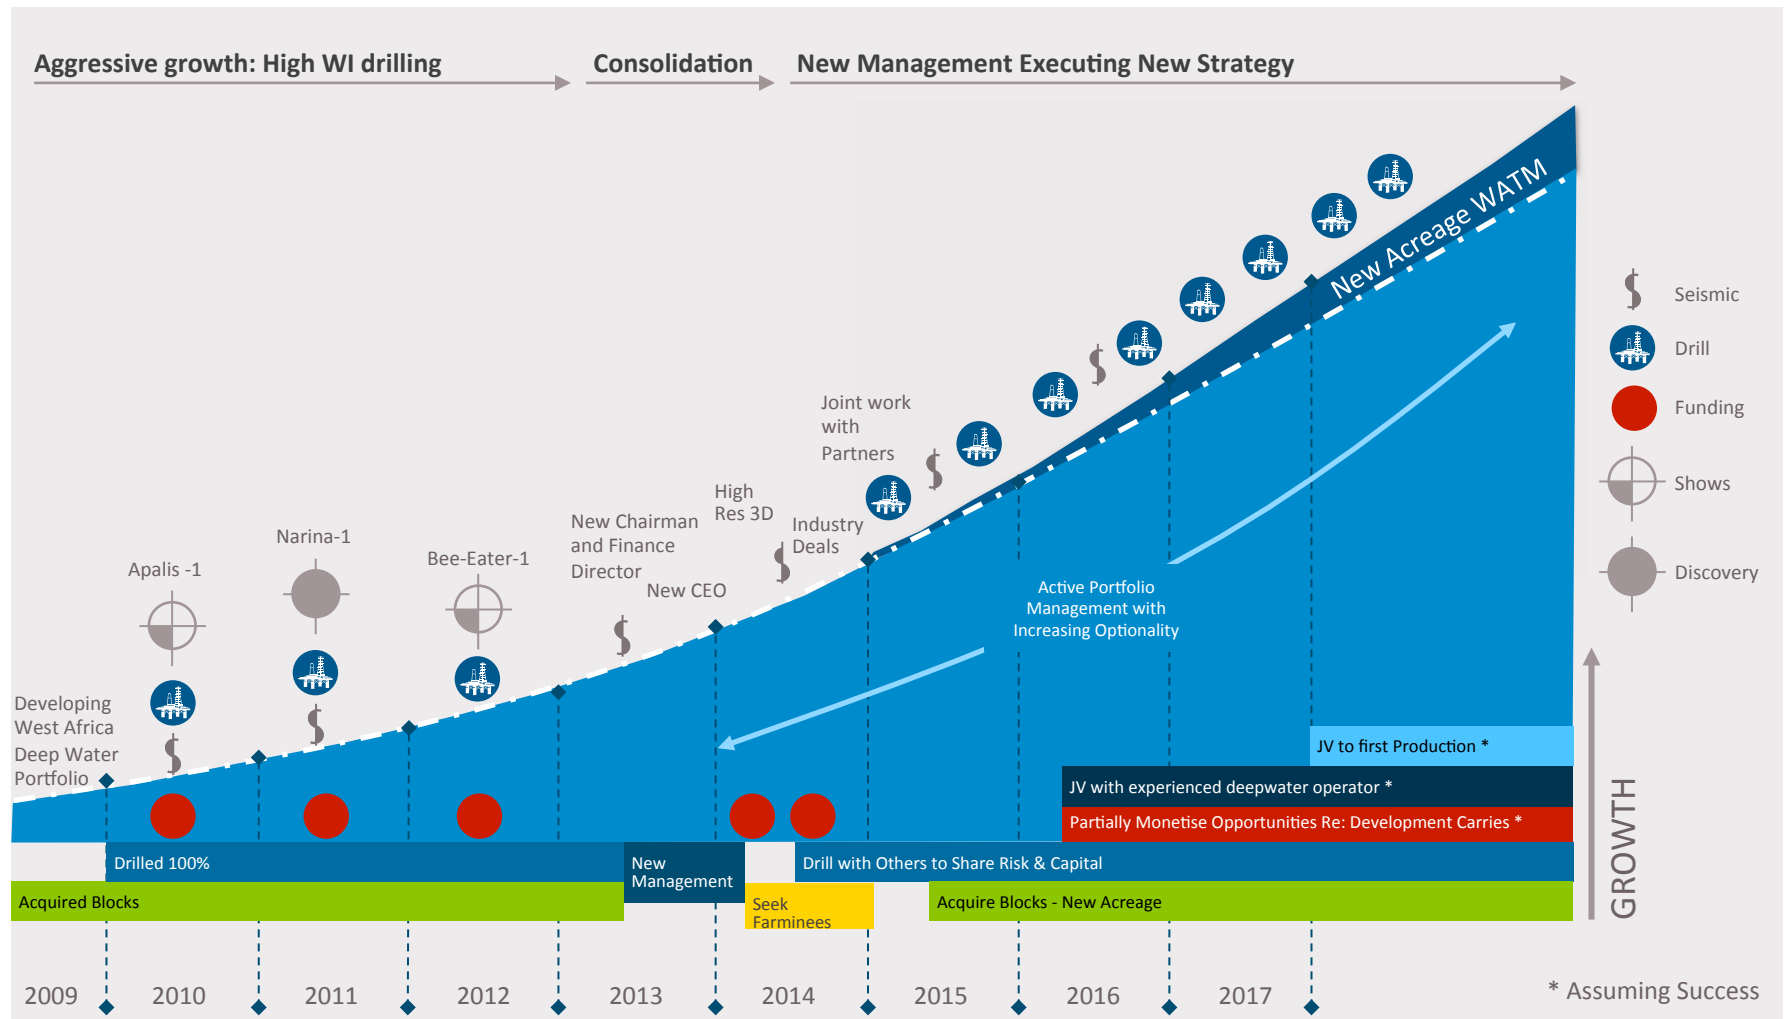 Aggressive growth: High WI drilling
Consolidation
New Management Executing New Strategy
New Acreage WATM
Seismic
Drill
Funding
Shows
Discovery
Joint work
with
Partners
High
Res 3D
Industry
Deals
New Chairman
and Finance
Director
New CEO
Narina-1
Bee-Eater-1
Apalis -1
Developing
West Africa
Deep Water
Portfolio
Active Portfolio
Management with
Increasing Optionality
JV to first Production *
JV with experienced deepwater operator *
Partially Monetise Opportunities Re: Development Carries *
Drilled 100%
New
Management
Drill with Others to Share Risk & Capital
Acquired Blocks
Seek
Farminees
Acquire Blocks - New Acreage
GROWTH
2009
2010
2011
2012
2013
2014
2015
2016
2017
* Assuming Success